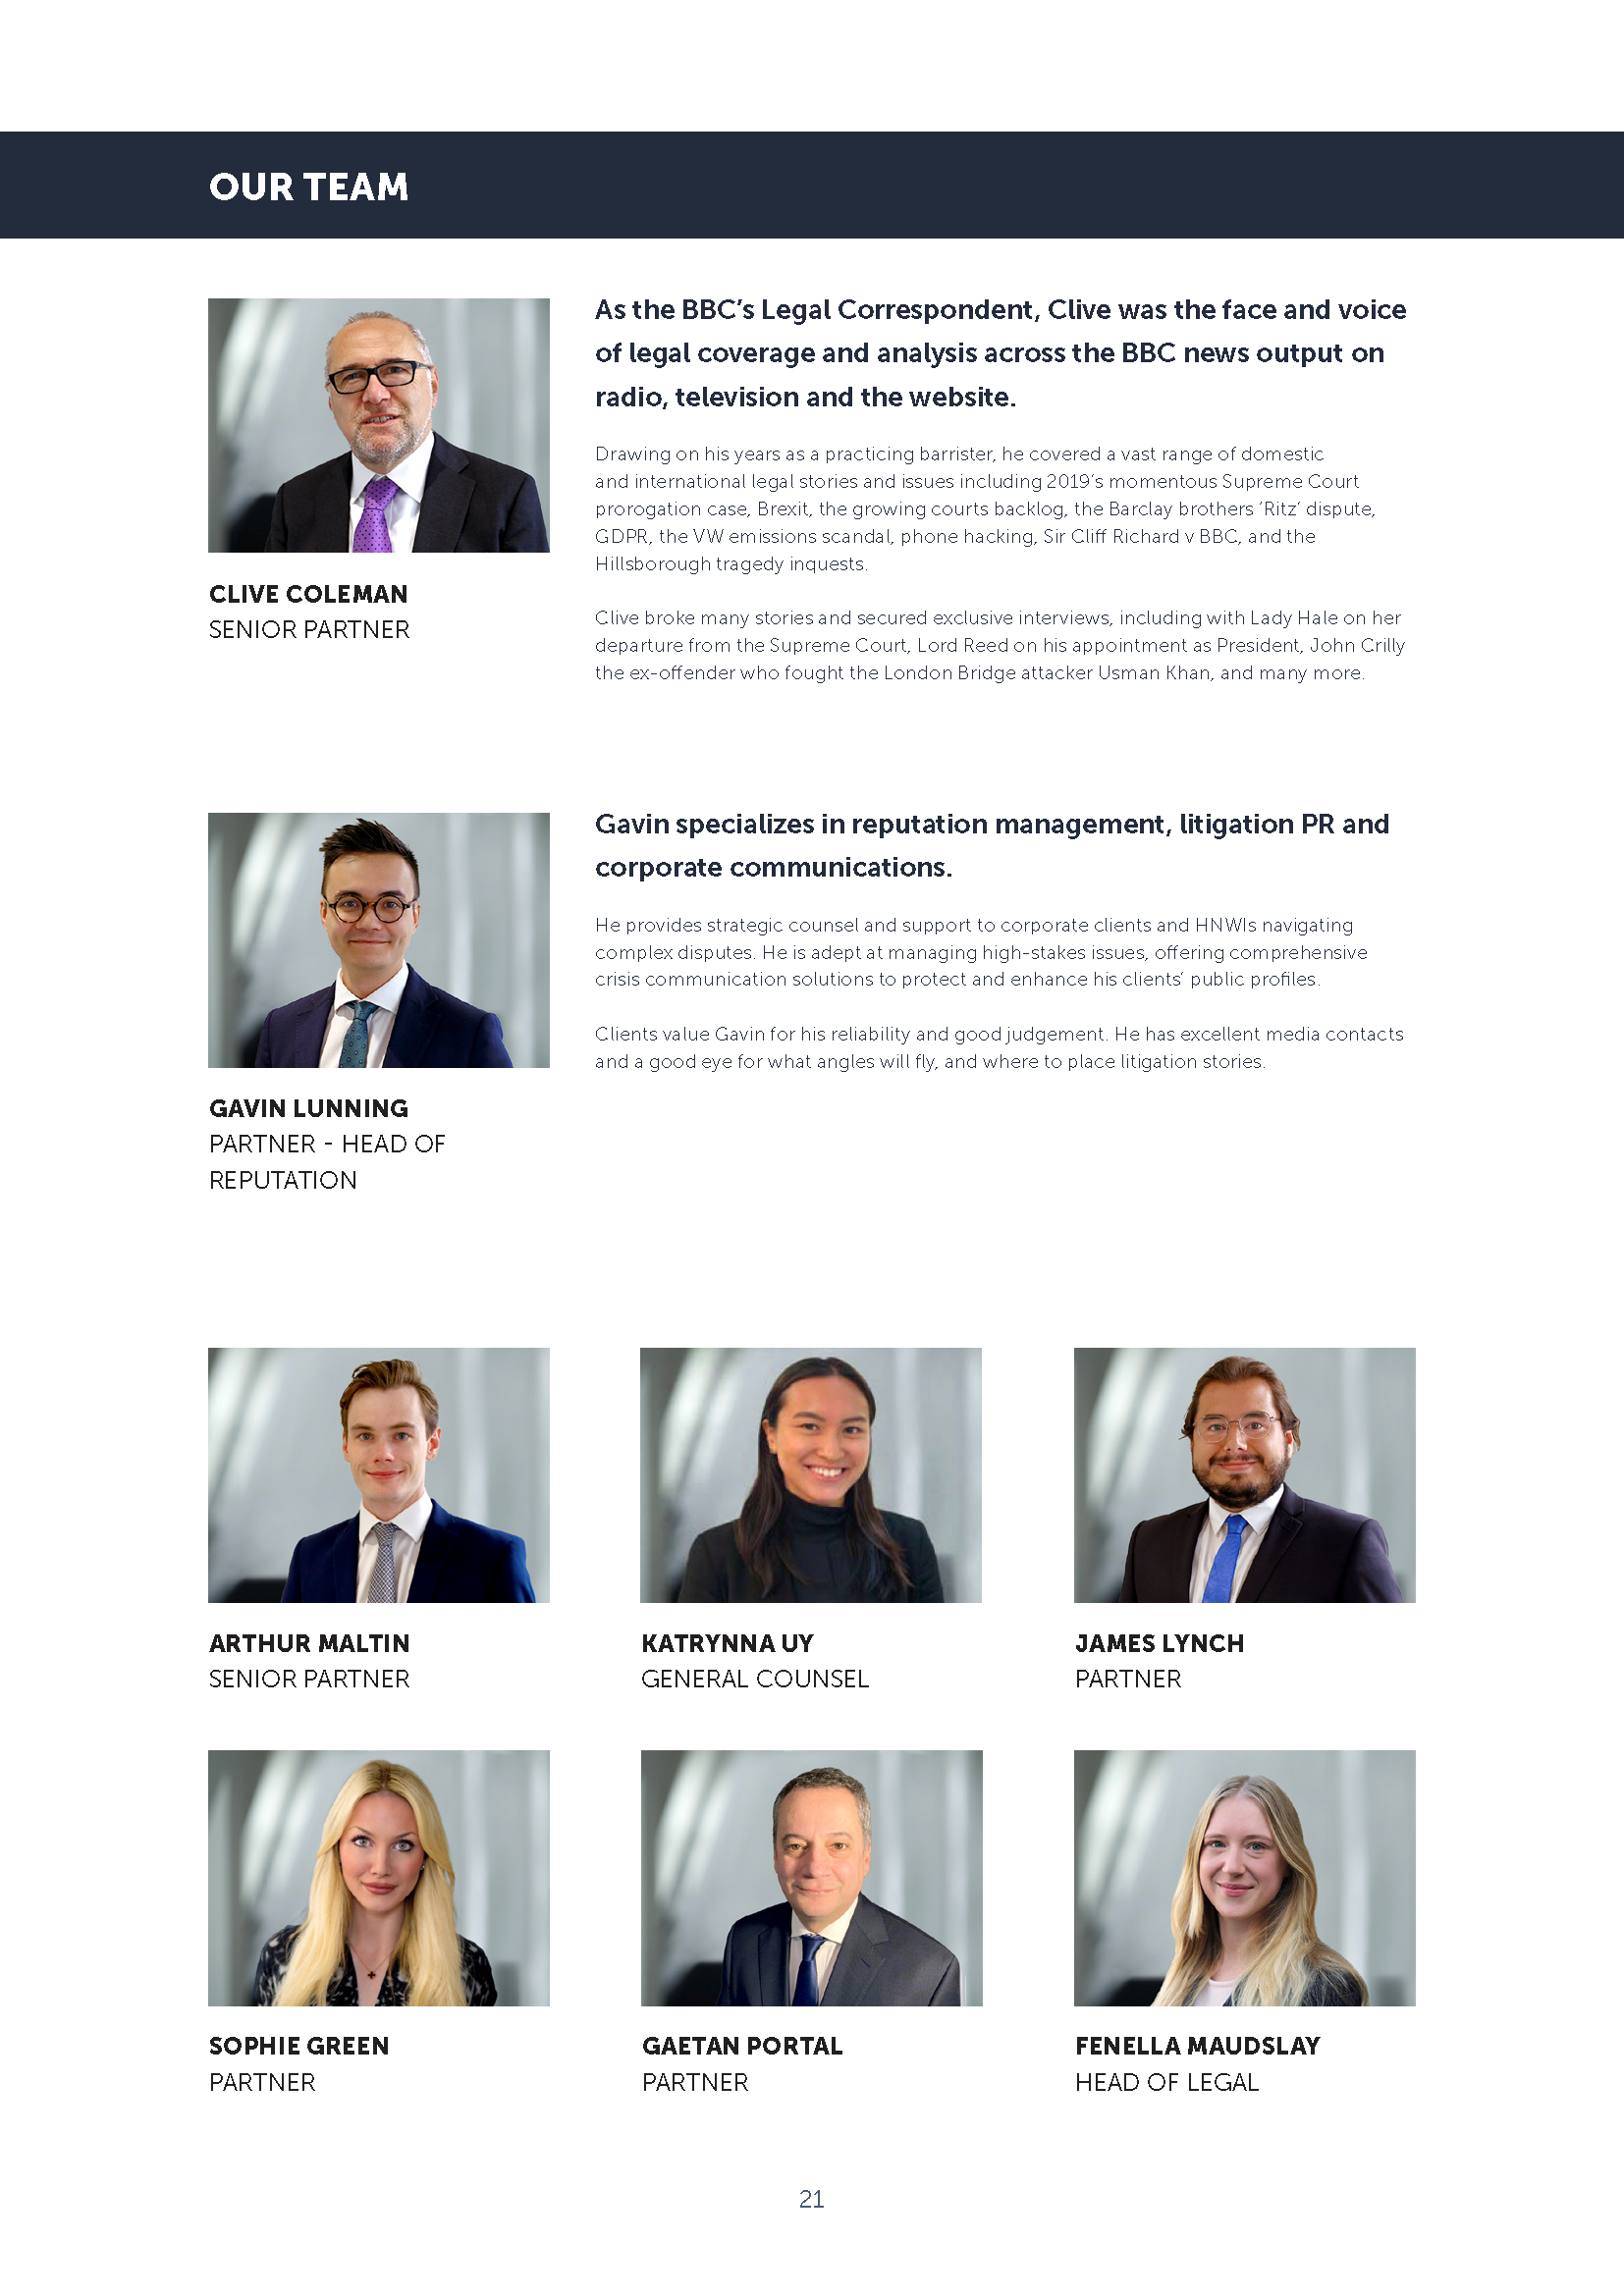 OUR TEAM
As the BBC’s Legal Correspondent, Clive was the face and voice
of legal coverage and analysis across the BBC news output on
radio, television and the website.
Drawing on his years as a practicing barrister, he covered a vast range of domestic
and international legal stories and issues including 2019’s momentous Supreme Court
prorogation case, Brexit, the growing courts backlog, the Barclay brothers ‘Ritz’ dispute,
GDPR, the VW emissions scandal, phone hacking, Sir Cliff Richard v BBC, and the
Hillsborough tragedy inquests.
Clive broke many stories and secured exclusive interviews, including with Lady Hale on her
departure from the Supreme Court, Lord Reed on his appointment as President, John Crilly
the ex-offender who fought the London Bridge attacker Usman Khan, and many more.
CLIVE COLEMAN
SENIOR PARTNER
Gavin specializes in reputation management, litigation PR and
corporate communications.
He provides strategic counsel and support to corporate clients and HNWIs navigating
complex disputes. He is adept at managing high-stakes issues, offering comprehensive
crisis communication solutions to protect and enhance his clients’ public profiles.
Clients value Gavin for his reliability and good judgement. He has excellent media contacts
and a good eye for what angles will fly, and where to place litigation stories.
GAVIN LUNNING
PARTNER - HEAD OF
REPUTATION
ARTHUR MALTIN
SENIOR PARTNER
KATRYNNA UY
GENERAL COUNSEL
JAMES LYNCH
PARTNER
SOPHIE GREEN
PARTNER
GAETAN PORTAL
PARTNER
FENELLA MAUDSLAY
HEAD OF LEGAL
21